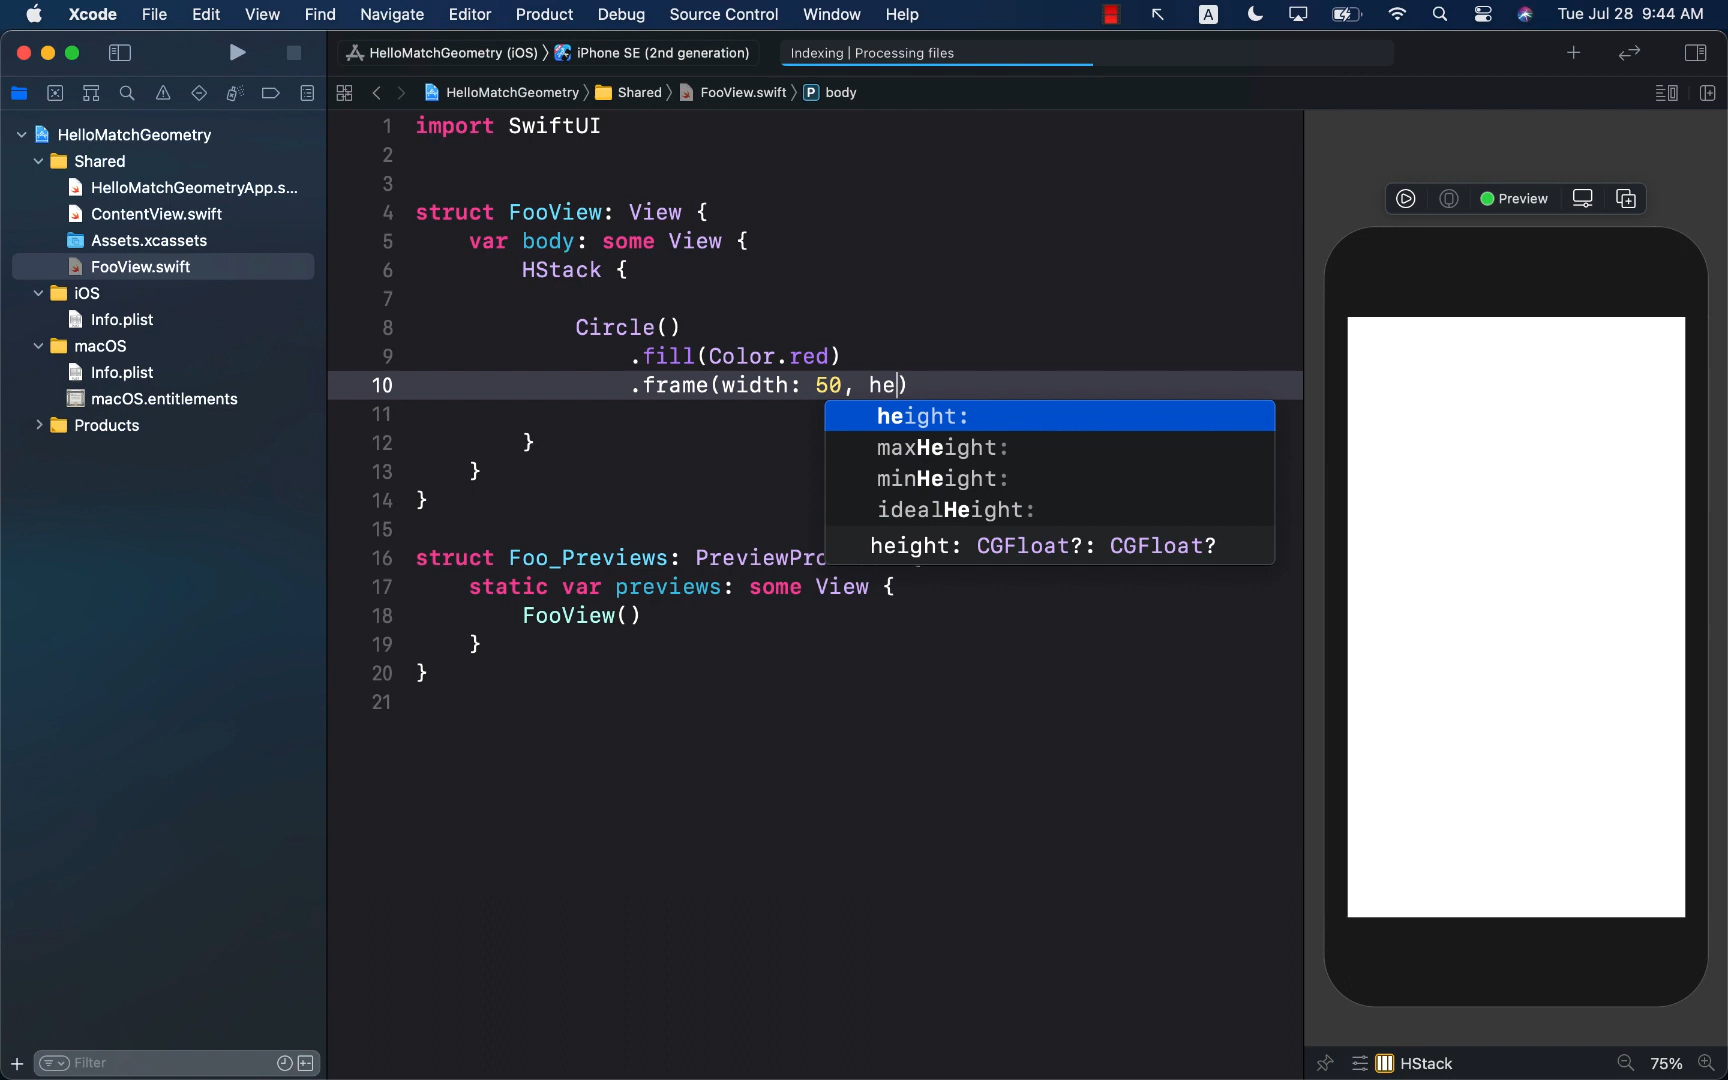 Xcode File Edit View Find Navigate Editor Product Debug Source Control Window Help A Tue Jul 28 9:44 AM
HelloMatchGeometry (iOS) iPhone SE (2nd generation) Indexing | Processing files
HelloMatchGeometry Shared FooView.swift P body
HelloMatchGeometry
Shared
HelloMatchGeometryApp.s...
ContentView.swift
Assets.xcassets
FooView.swift
iOS
Info.plist
macOS
Info.plist
macOS.entitlements
Products
Filter
1 import SwiftUI
2
3
4 struct FooView: View {
5 var body: some View {
6 HStack {
7
8 Circle()
9 .fill(Color.red)
10 .frame(width: 50, he)
11
12 }
13 }
14 }
15
16 struct Foo_Previews: PreviewPro
17 static var previews: some View {
18 FooView()
19 }
20 }
21
height:
maxHeight:
minHeight:
idealHeight:
height: CGFloat?: CGFloat?
Preview
HStack 75%